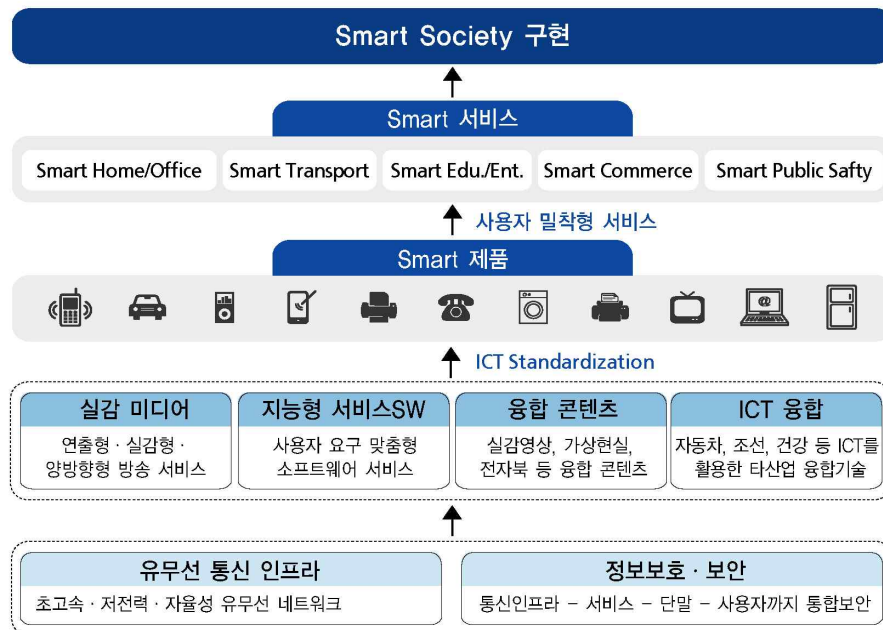 Smart Society 구현
Smart 서비스
Smart Home/Office
Smart Transport
Smart Edu./Ent.
Smart Commerce
Smart Public Safty
사용자 밀착형 서비스
Smart 제품
@
ICT Standardization
실감 미디어
연출형 · 실감형 ·
양방향형 방송 서비스
지능형 서비스SW
사용자 요구 맞춤형
소프트웨어 서비스
융합 콘텐츠
실감영상, 가상현실,
전자북 등 융합 콘텐츠
ICT 융합
자동차, 조선, 건강 등 ICT를
활용한 타산업 융합기술
유무선 통신 인프라
초고속 · 저전력 · 자율성 유무선 네트워크
정보보호 · 보안
통신인프라 – 서비스 – 단말 – 사용자까지 통합보안